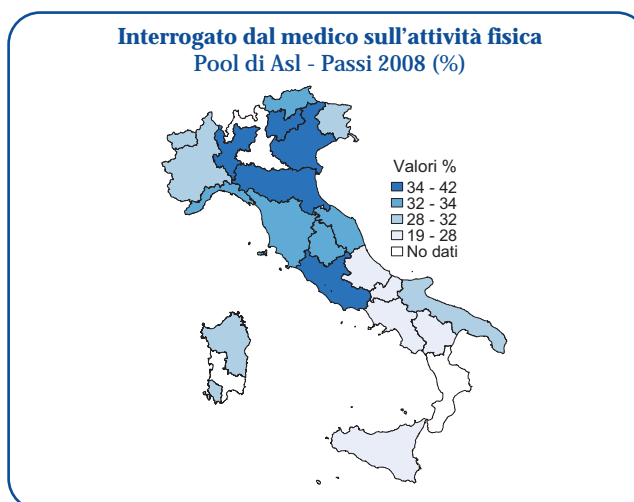 Interrogato dal medico sull'attività fisica
Pool di Asl - Passi 2008 (%)
Valori %
34 - 42
32 - 34
28 - 32
19 - 28
No dati